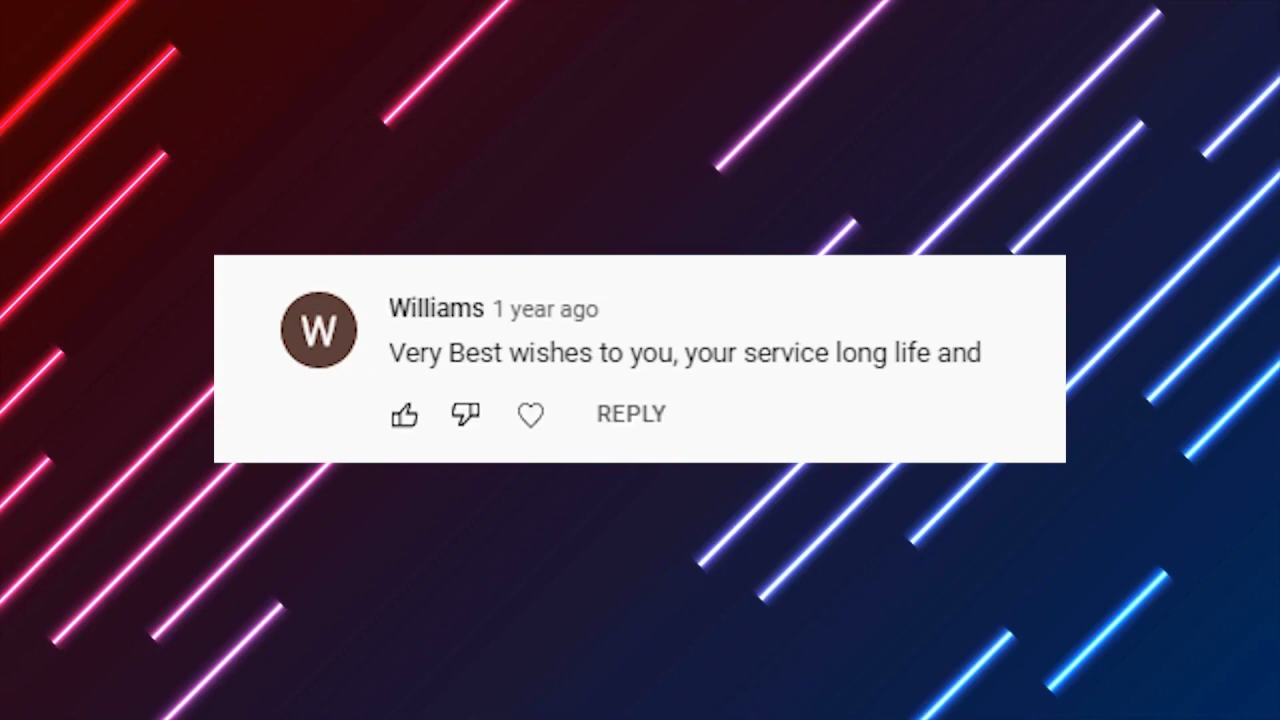 W
Williams 1 year ago
Very Best wishes to you, your service long life and
REPLY